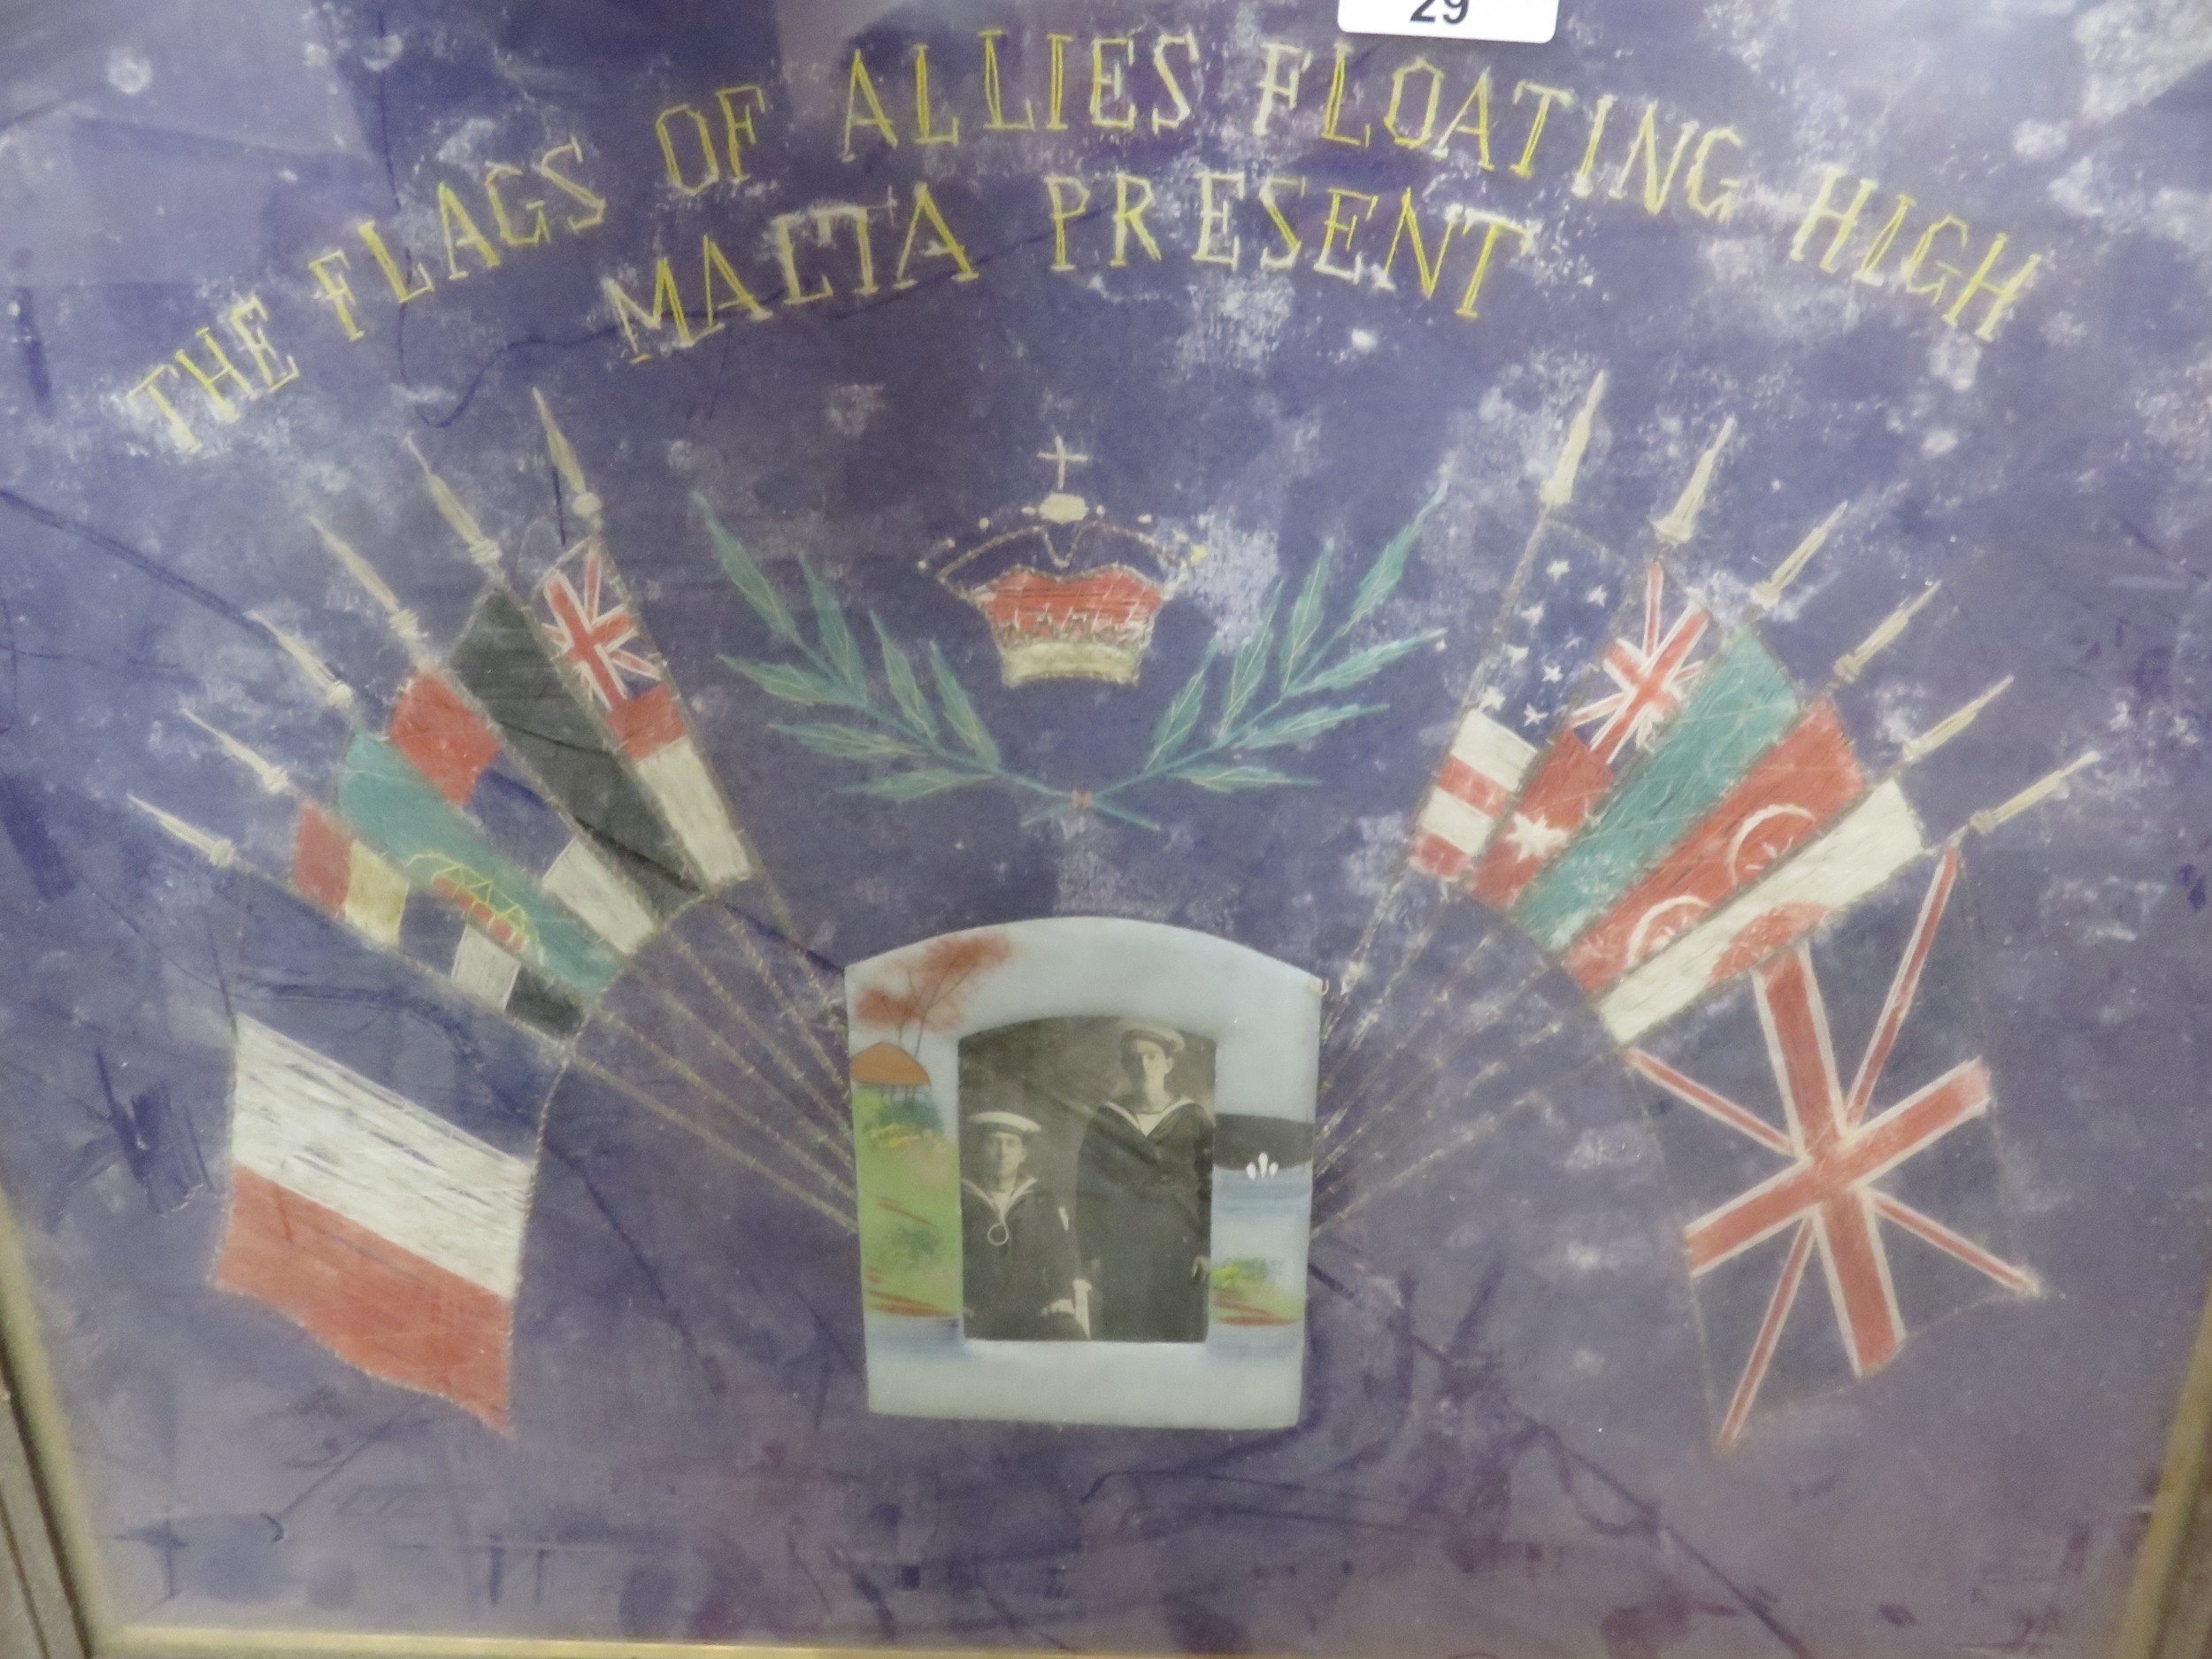 29
THE FLAGS OF ALLIES FLOATING HIGH
MALTA PRESENT